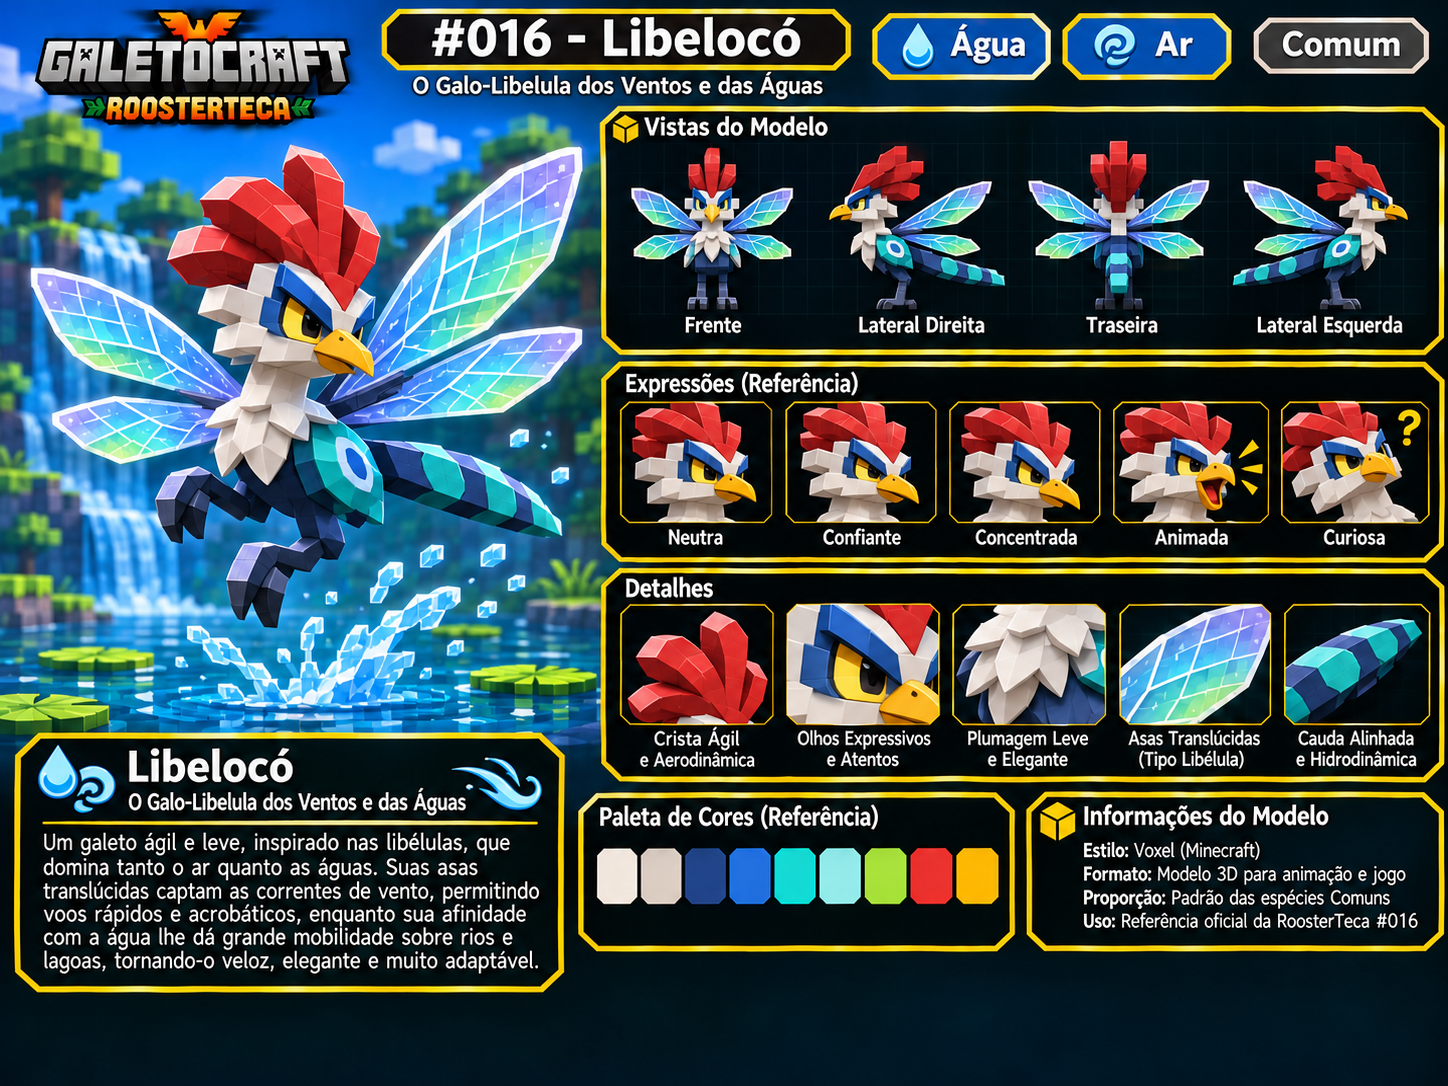 GALETOCRAFT
ROOSTERTECA
#016 - Libelocó
O Galo-Libelula dos Ventos e das Águas
Água
Ar
Comum
Vistas do Modelo
Frente
Lateral Direita
Traseira
Lateral Esquerda
Expressões (Referência)
?
Neutra
Confiante
Concentrada
Animada
Curiosa
Detalhes
Crista Ágil
e Aerodinâmica
Olhos Expressivos
e Atentos
Plumagem Leve
e Elegante
Asas Translúcidas
(Tipo Libélula)
Cauda Alinhada
e Hidrodinâmica
Libelocó
O Galo-Libelula dos Ventos e das Águas
Um galeto ágil e leve, inspirado nas libélulas, que
domina tanto o ar quanto as águas. Suas asas
translúcidas captam as correntes de vento, permitindo
voos rápidos e acrobáticos, enquanto sua afinidade
com a água lhe dá grande mobilidade sobre rios e
lagoas, tornando-o veloz, elegante e muito adaptável.
Paleta de Cores (Referência)
Informações do Modelo
Estilo: Voxel (Minecraft)
Formato: Modelo 3D para animação e jogo
Proporção: Padrão das espécies Comuns
Uso: Referência oficial da RoosterTeca #016